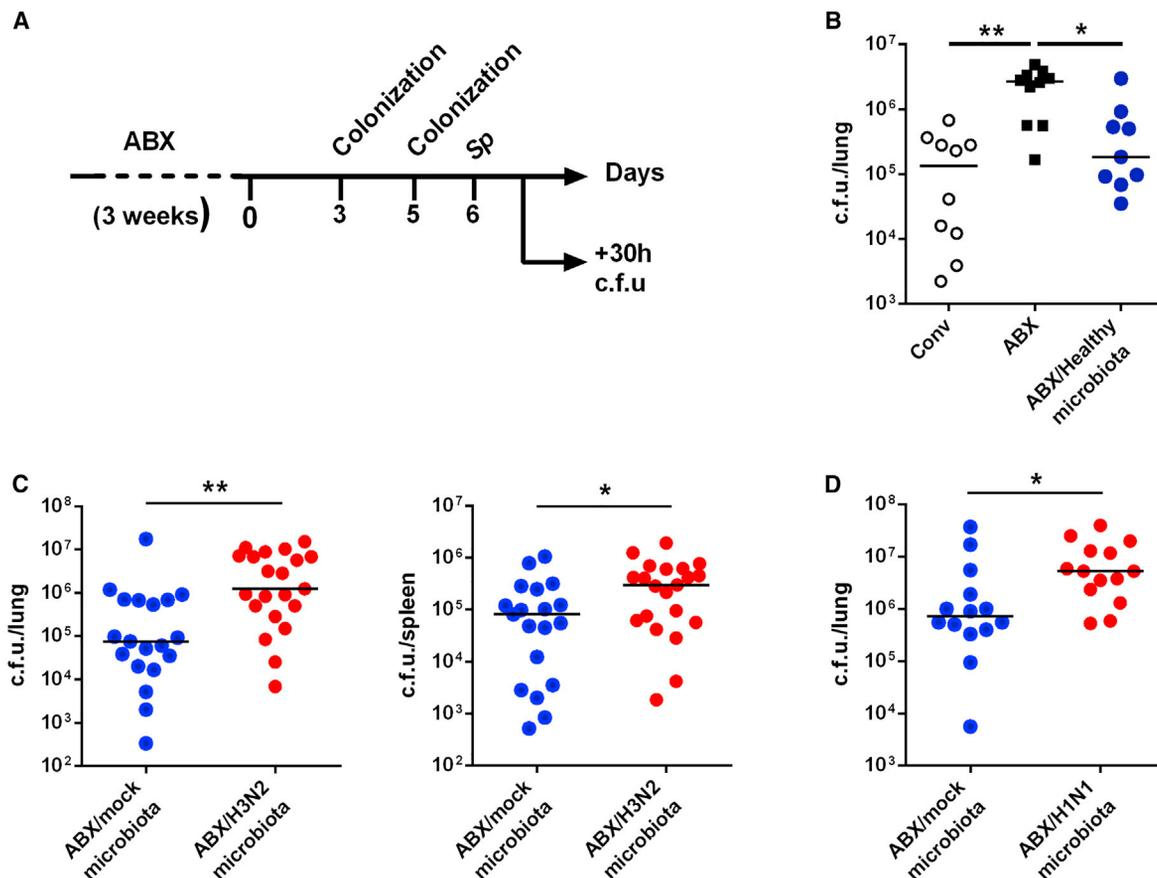 A
ABX
(3 weeks)
Colonization
Colonization
Sp
Days
0
3
5
6
+30h
c.f.u
B
**
*
c.f.u./lung
10⁷
10⁶
10⁵
10⁴
10³
Conv
ABX
ABX/Healthy
microbiota
C
**
c.f.u./lung
10⁸
10⁷
10⁶
10⁵
10⁴
10³
10²
ABX/mock
microbiota
ABX/H3N2
microbiota
*
c.f.u./spleen
10⁷
10⁶
10⁵
10⁴
10³
10²
ABX/mock
microbiota
ABX/H3N2
microbiota
D
*
c.f.u./lung
10⁸
10⁷
10⁶
10⁵
10⁴
10³
ABX/mock
microbiota
ABX/H1N1
microbiota